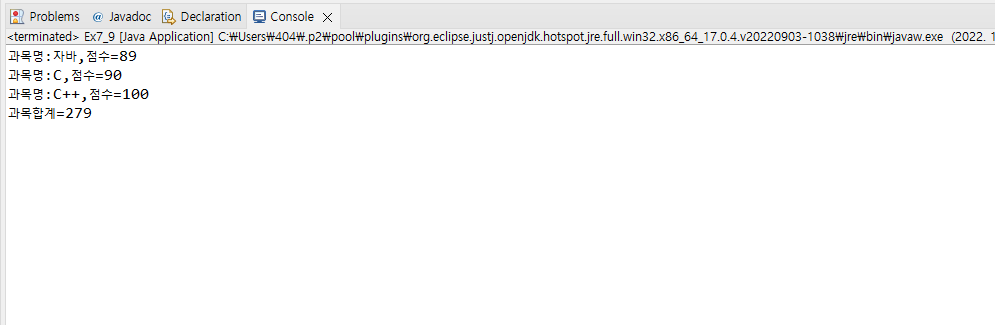 Problems @ Javadoc Declaration Console
<terminated> Ex7_9 [Java Application] C:₩Users₩404₩.p2₩pool₩plugins₩org.eclipse.justj.openjdk.hotspot.jre.full.win32.x86_64_17.0.4.v20220903-1038₩jre₩bin₩javaw.exe (2022. 1
과목명:자바,점수=89
과목명:C,점수=90
과목명:C++,점수=100
과목합계=279